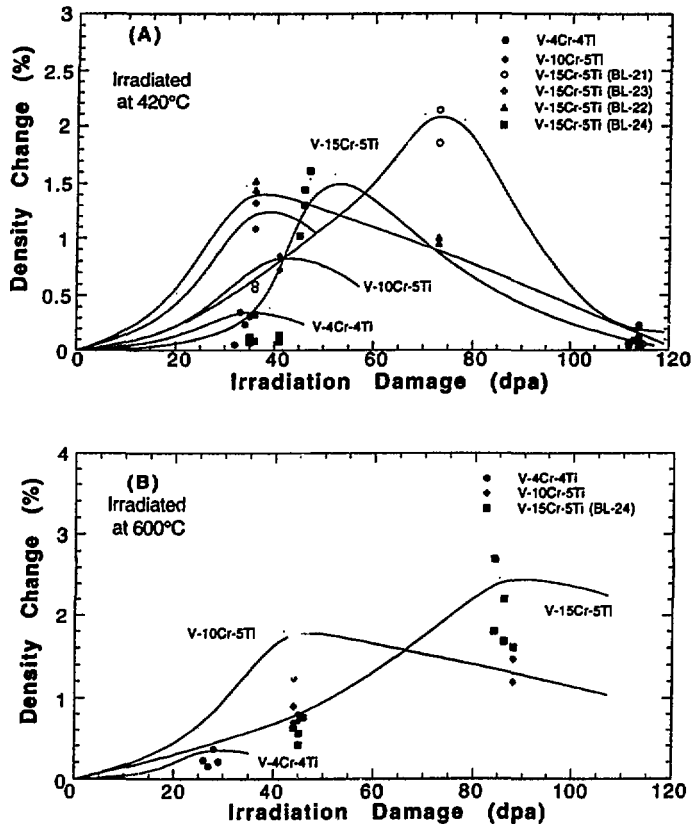 (A)
Irradiated
at 420°C
Density Change (%)
3
2.5
2
1.5
1
0.5
0
V-4Cr-4Ti
V-10Cr-5Ti
V-15Cr-5Ti (BL-21)
V-15Cr-5Ti (BL-23)
V-15Cr-5Ti (BL-22)
V-15Cr-5Ti (BL-24)
V-15Cr-5Ti
V-10Cr-5Ti
V-4Cr-4Ti
0 20 40 60 80 100 120
Irradiation Damage (dpa)
(B)
Irradiated
at 600°C
Density Change (%)
4
3
2
1
0
V-4Cr-4Ti
V-10Cr-5Ti
V-15Cr-5Ti (BL-24)
V-10Cr-5Ti
V-15Cr-5Ti
V-4Cr-4Ti
0 20 40 60 80 100 120
Irradiation Damage (dpa)